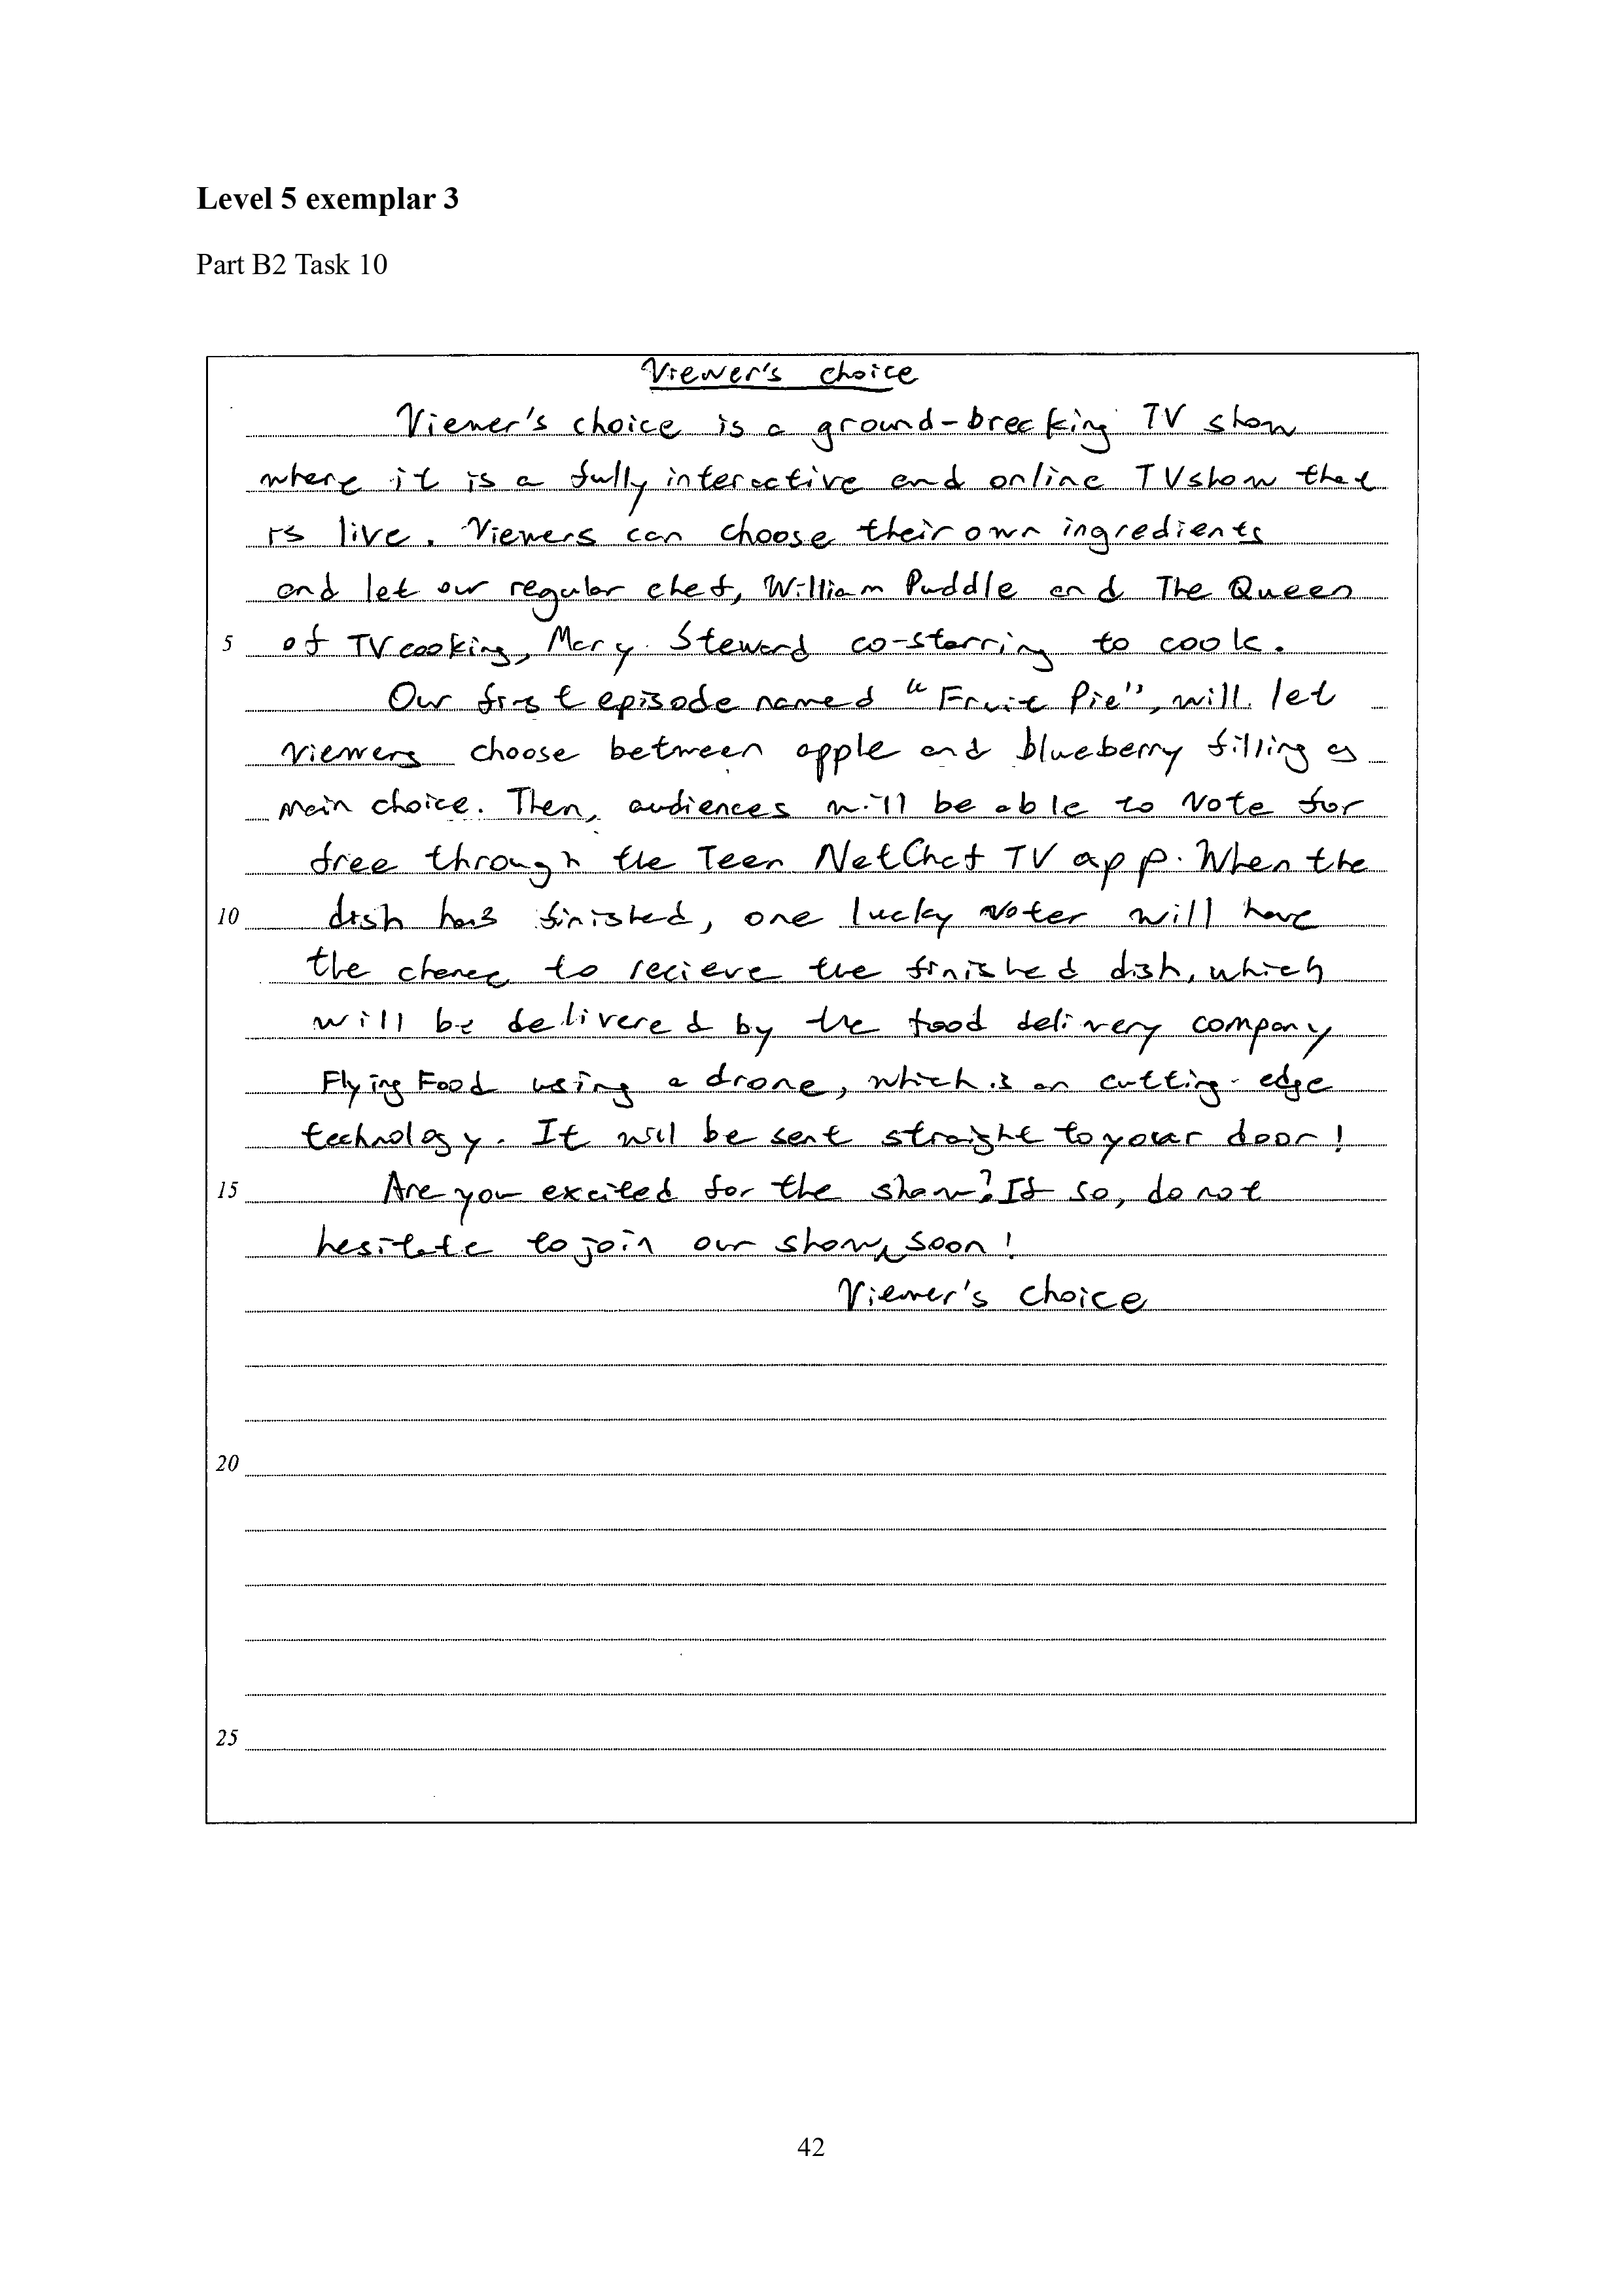 Level 5 exemplar 3
Part B2 Task 10
Viewer's choice
Viewer's choice is a ground-breaking TV show
where it is a fully interactive and online TV show that
is live. Viewers can choose their own ingredients
and let our regular chef, William Puddle and The Queen
5 of TV cooking, Mary Steward co-starring to cook.
Our first episode named "Fruit Pie", will let
viewers choose between apple and blueberry filling as
main choice. Then, audiences will be able to vote for
free through the Teen NetChat TV app. When the
10 dish has finished, one lucky voter will have
the chance to recieve the finished dish, which
will be delivered by the food delivery company
Flying Food using a drone, which is an cutting-edge
technology. It will be sent straight to your door!
15 Are you excited for the show? If so, do not
hesitate to join our show, soon!
Viewer's choice
20
25
42